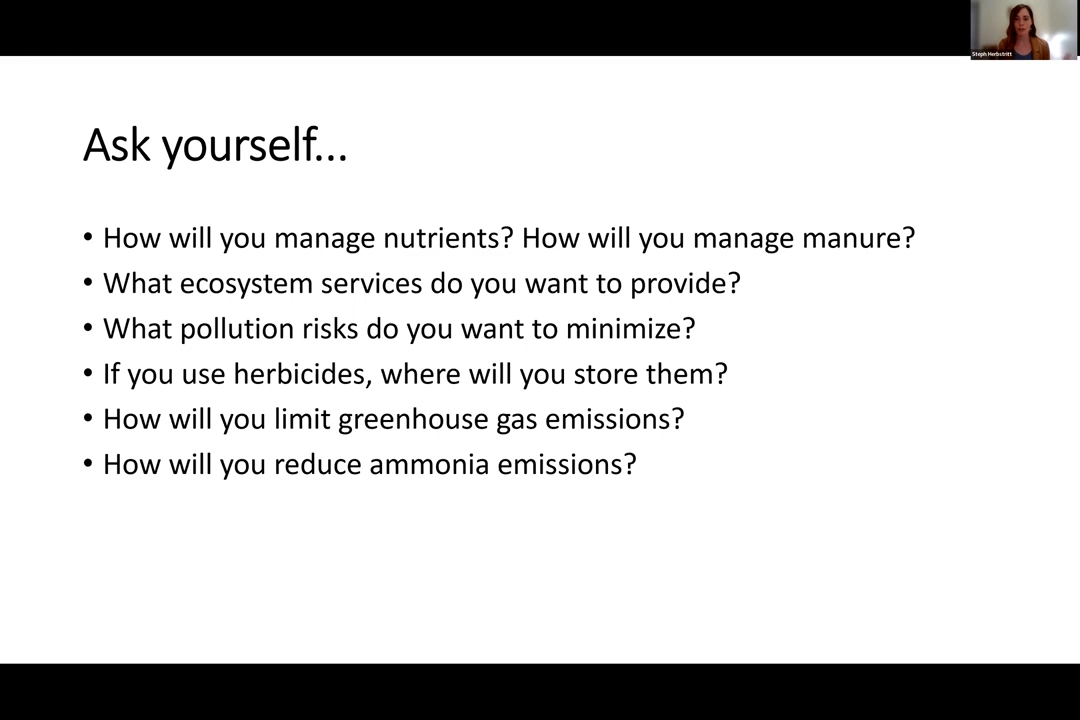 Steph Herbstritt
Ask yourself...
• How will you manage nutrients? How will you manage manure?
• What ecosystem services do you want to provide?
• What pollution risks do you want to minimize?
• If you use herbicides, where will you store them?
• How will you limit greenhouse gas emissions?
• How will you reduce ammonia emissions?